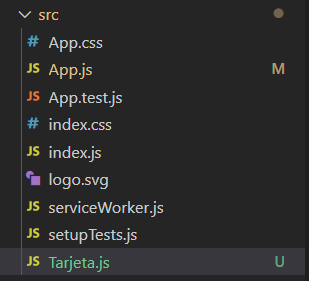 src
# App.css
JS App.js M
JS App.test.js
# index.css
JS index.js
logo.svg
JS serviceWorker.js
JS setupTests.js
JS Tarjeta.js U